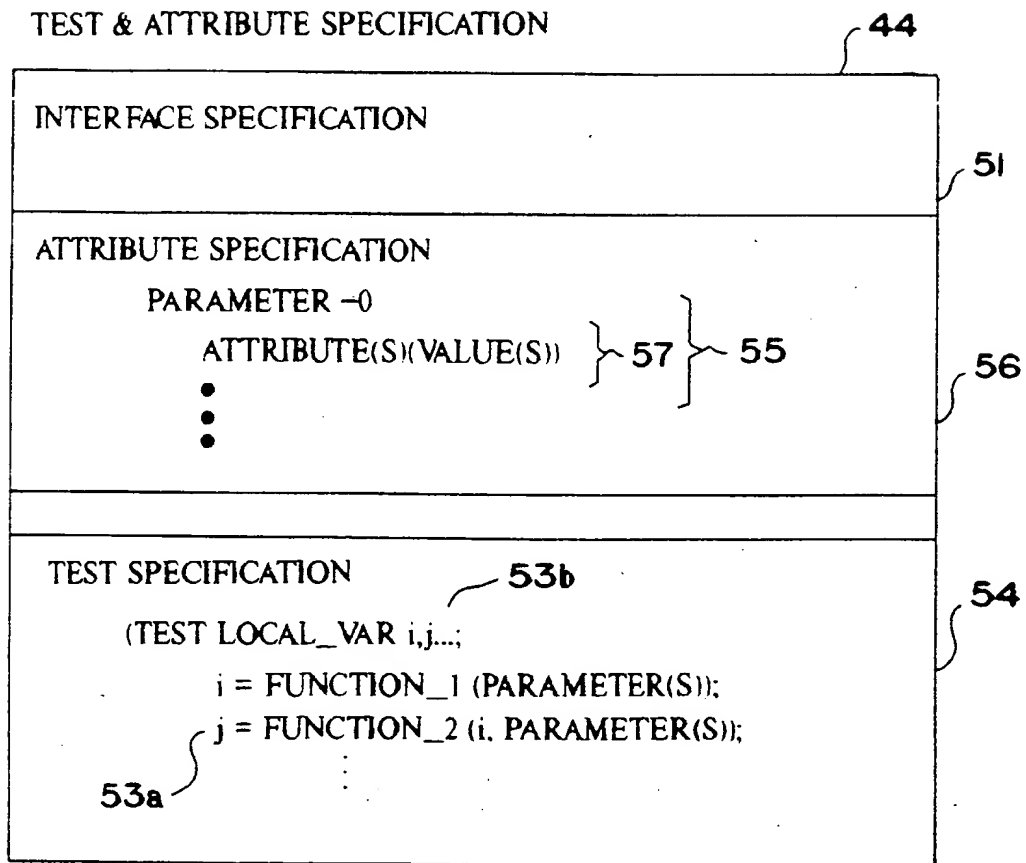 TEST & ATTRIBUTE SPECIFICATION
44
INTERFACE SPECIFICATION
51
ATTRIBUTE SPECIFICATION
PARAMETER -0
ATTRIBUTE(S)(VALUE(S)) 57 55
56
TEST SPECIFICATION
53b
54
(TEST LOCAL_VAR i,j...;
i = FUNCTION_1 (PARAMETER(S));
j = FUNCTION_2 (i, PARAMETER(S));
53a